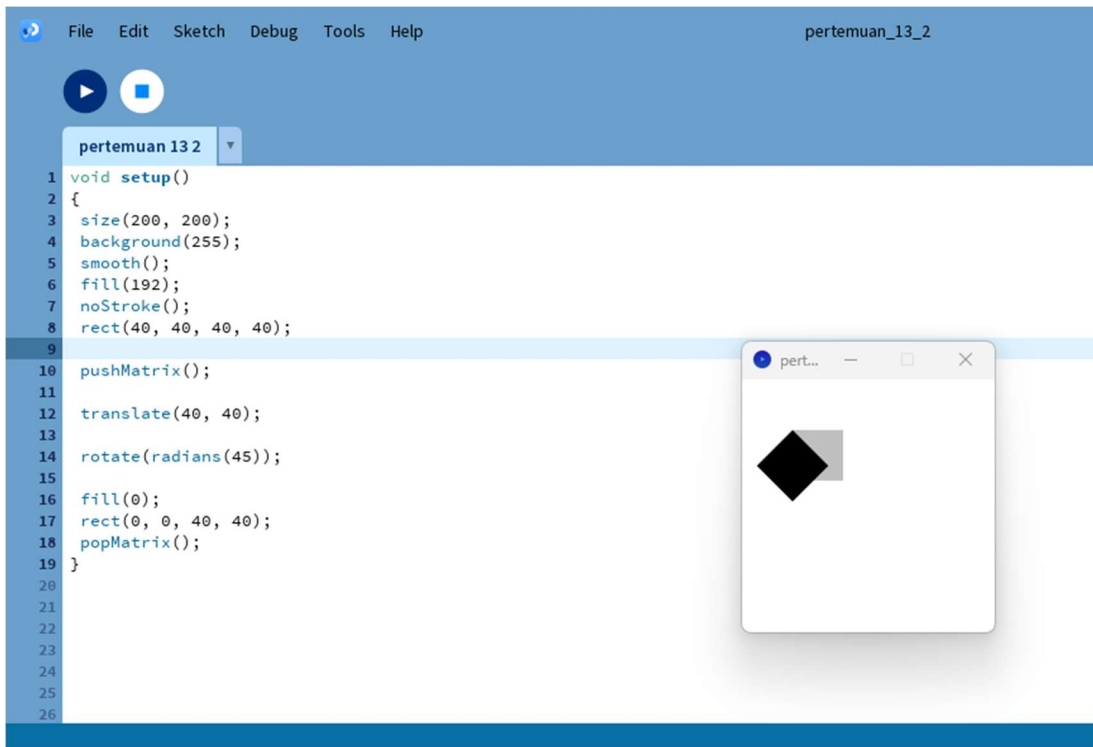 File Edit Sketch Debug Tools Help pertemuan_13_2
pertemuan 13 2 ▼
1 void setup()
2 {
3 size(200, 200);
4 background(255);
5 smooth();
6 fill(192);
7 noStroke();
8 rect(40, 40, 40, 40);
9
10 pushMatrix();
11
12 translate(40, 40);
13
14 rotate(radians(45));
15
16 fill(0);
17 rect(0, 0, 40, 40);
18 popMatrix();
19 }
20
21
22
23
24
25
26
pert...